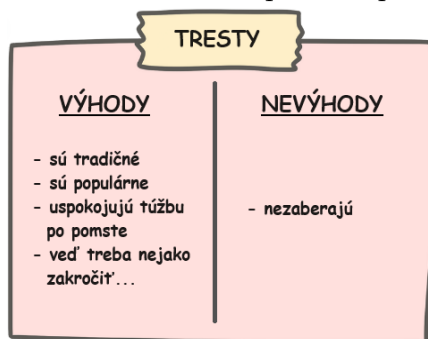 TRESTY
VÝHODY
- sú tradičné
- sú populárne
- uspokojujú túžbu
po pomste
- veď treba nejako
zakročiť...
NEVÝHODY
- nezaberajú